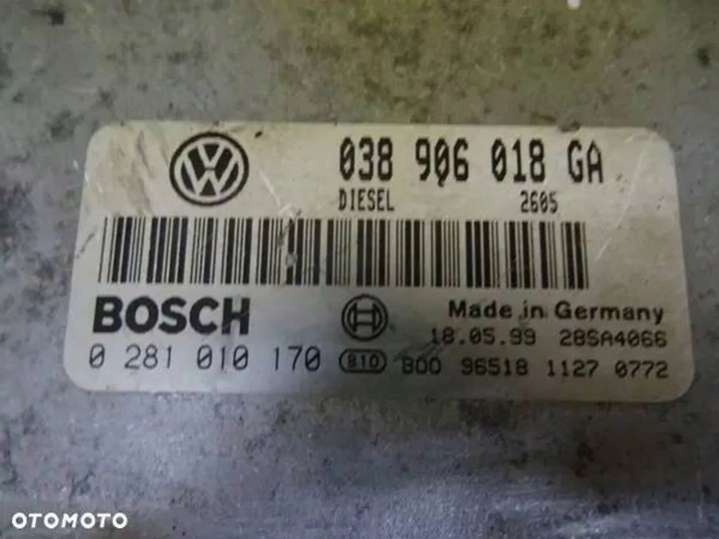 038 906 018 GA
DIESEL 2605
BOSCH Made in Germany
18.05.99 28SA4066
0 281 010 170 810 B00 96518 1127 0772
OTOMOTO